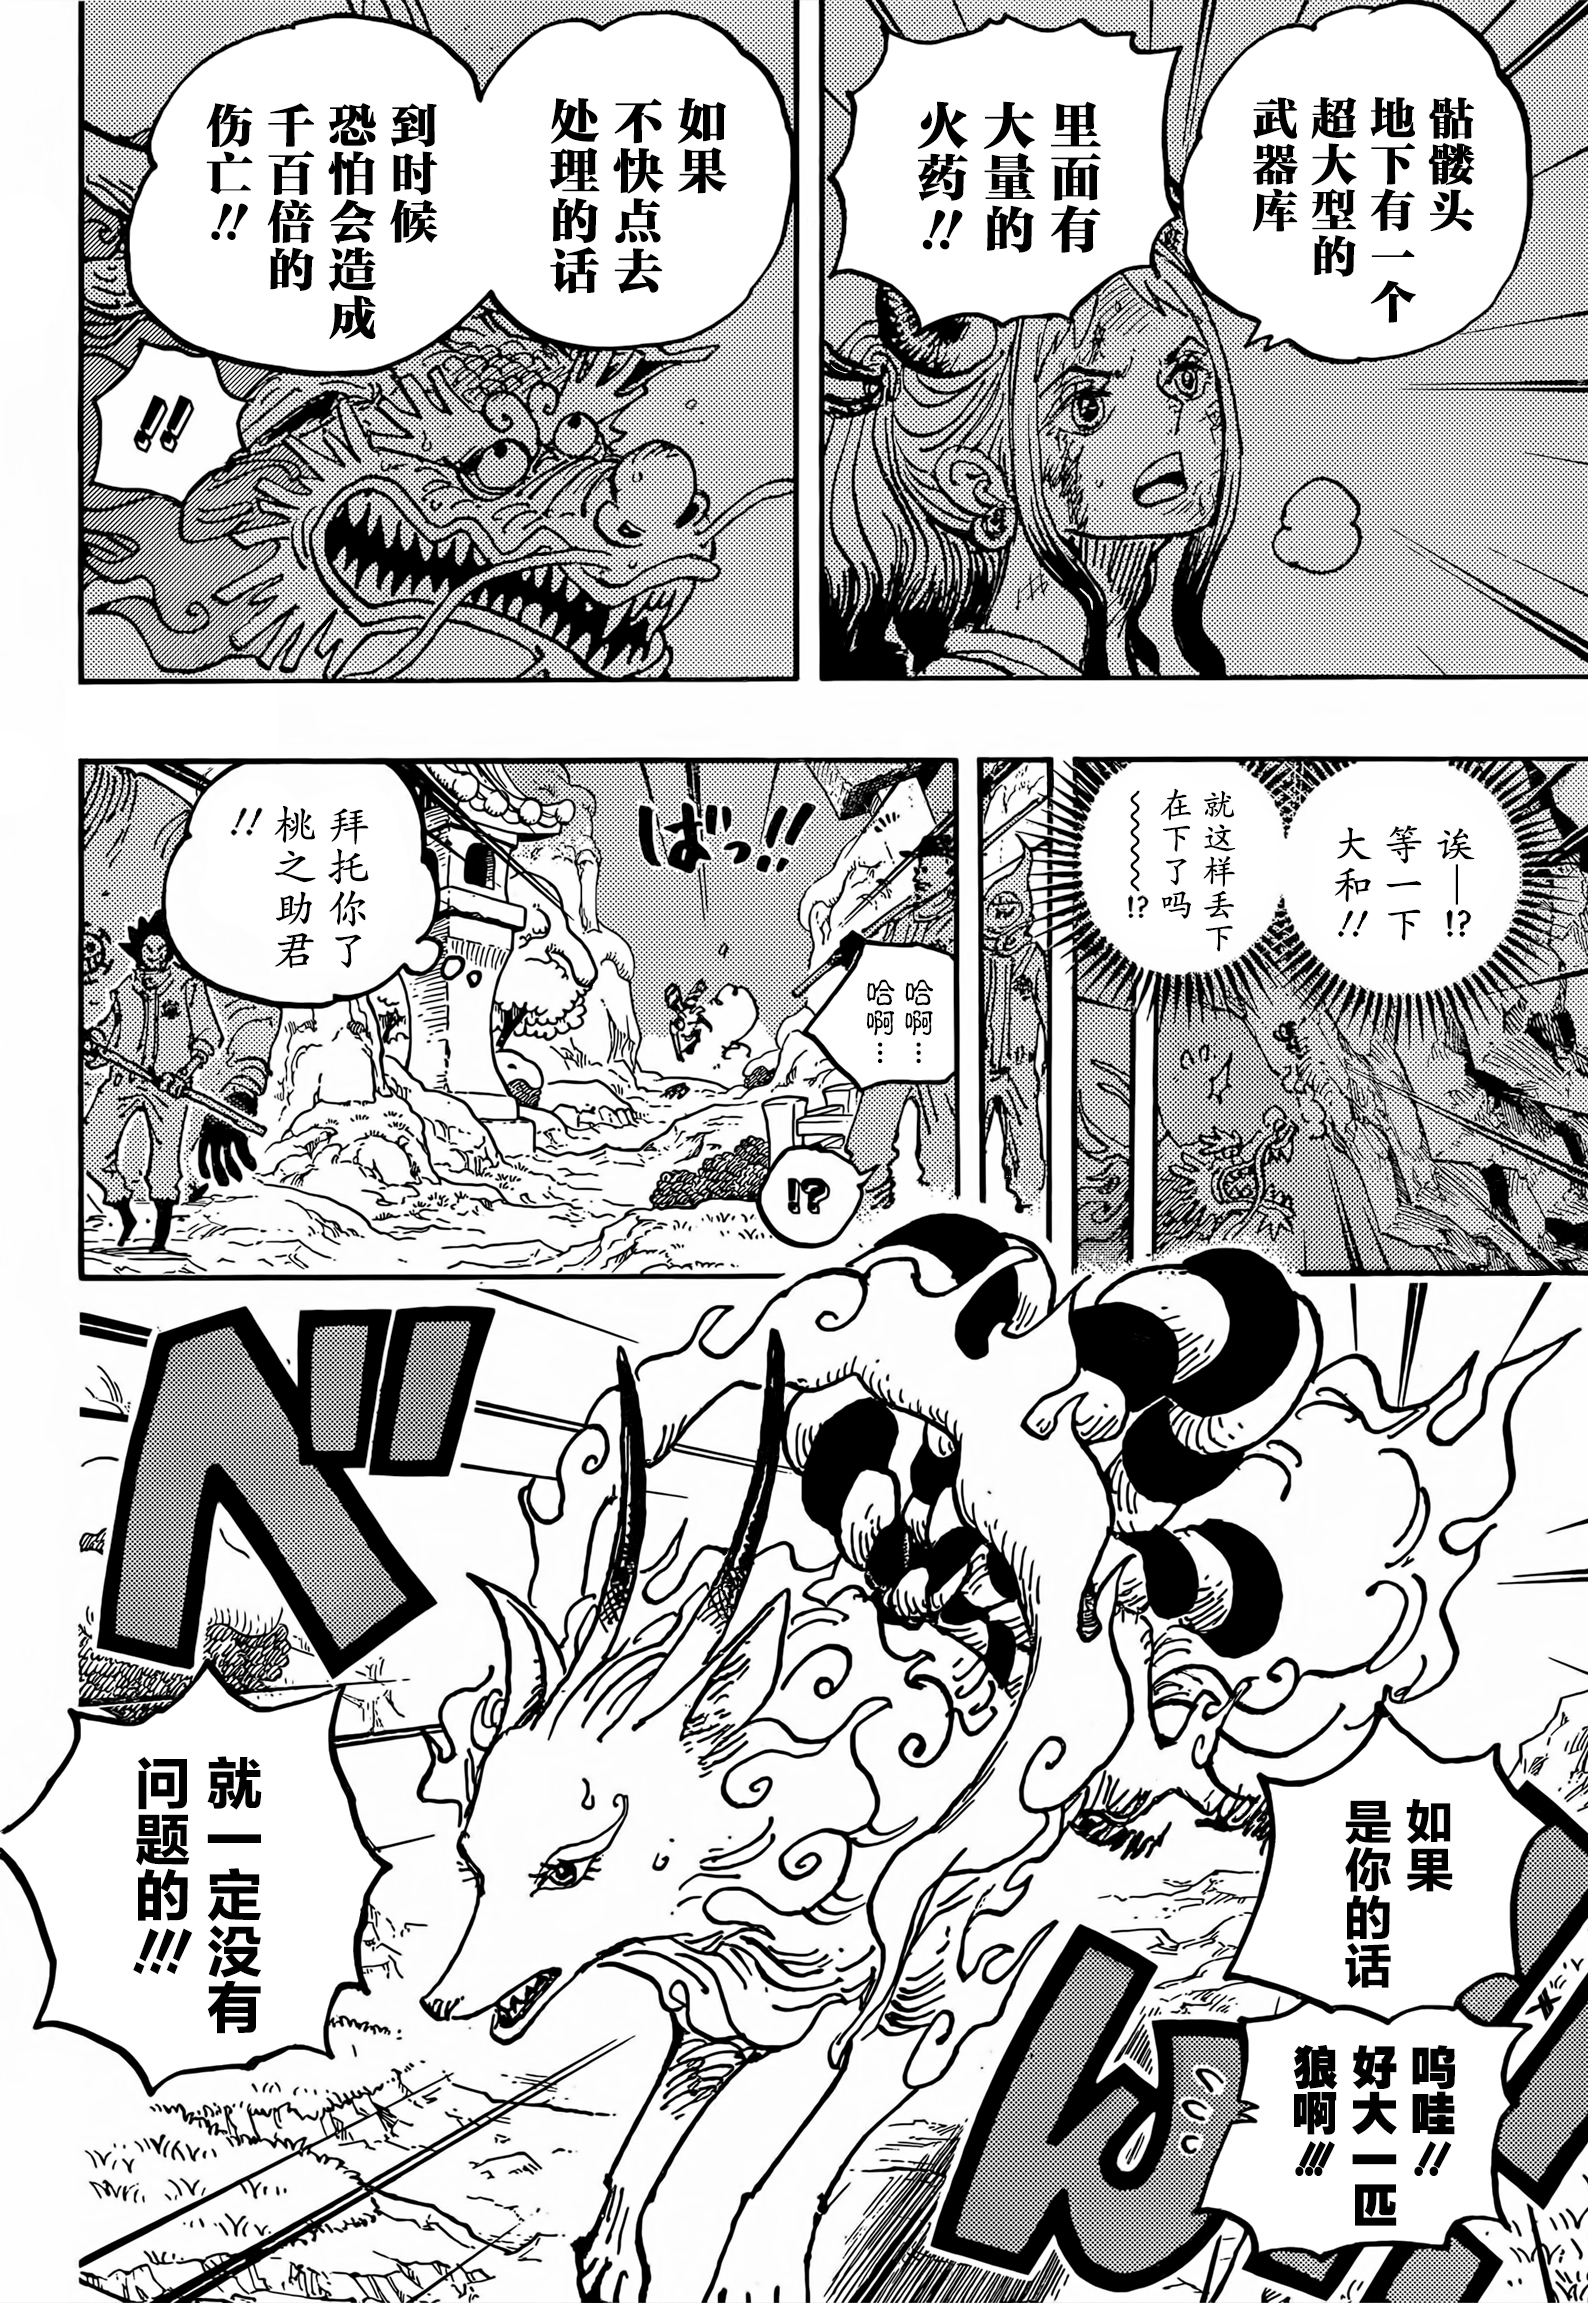 骷髅头
地下有一个
超大型的
武器库
里面有
大量的
火药!!
如果
不快点去
处理的话
到时候
恐怕会造成
千百倍的
伤亡!!
!!
诶—!?
等一下
大和!!
就这样丢下
在下了吗
~~~~!?
ばっ!!
哈啊…
哈啊…
拜托你了
桃之助君
!!
!?
如果
是你的话
呜哇!!
好大一匹
狼啊!!!
就一定没有
问题的!!!
べ